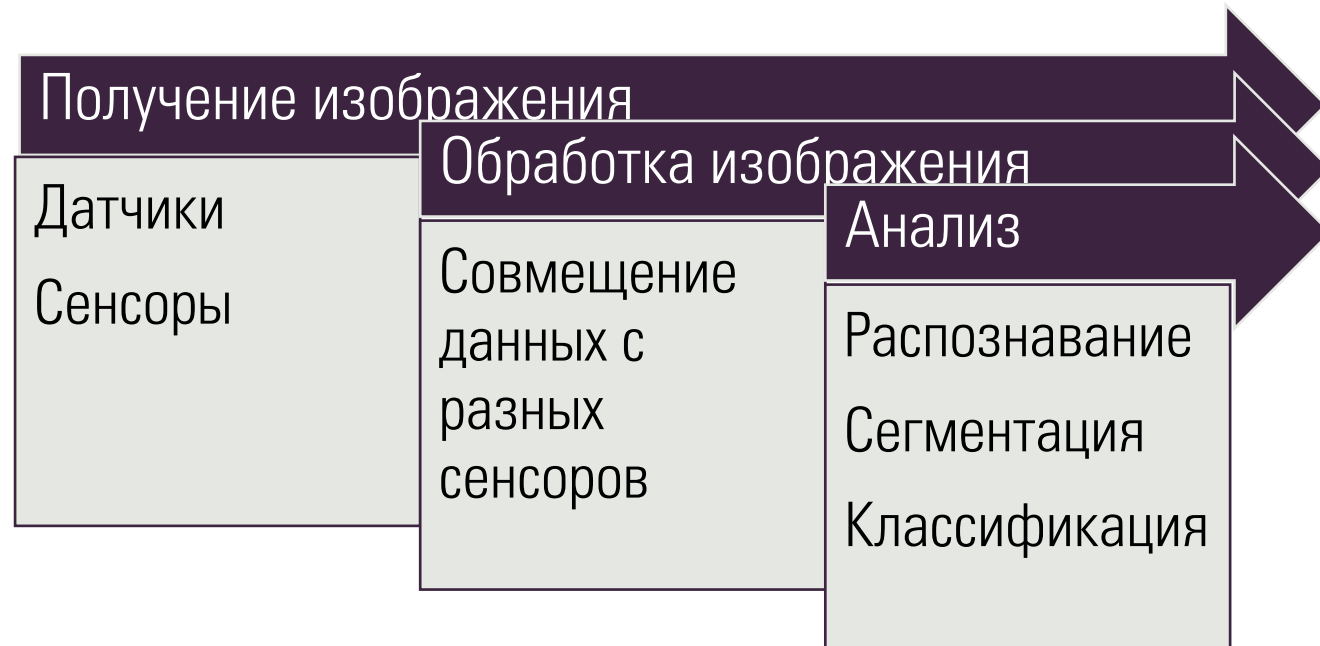 Получение изображения
Датчики
Сенсоры
Обработка изображения
Совмещение
данных с
разных
сенсоров
Анализ
Распознавание
Сегментация
Классификация